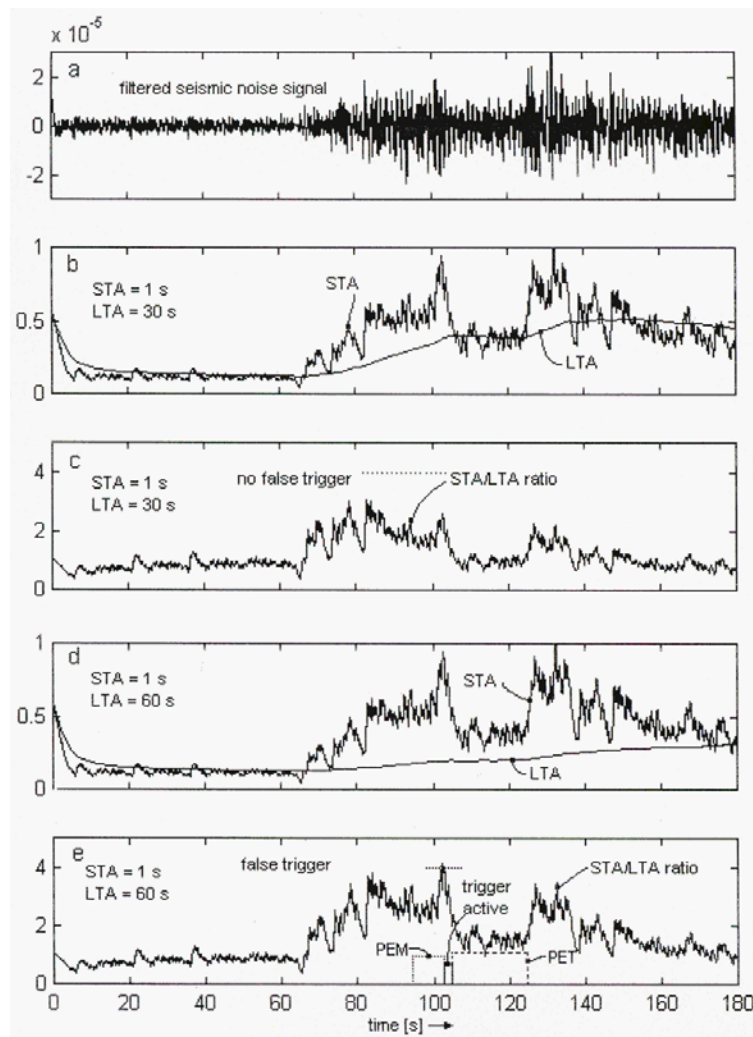 x 10⁻⁵
a
filtered seismic noise signal
2
0
-2
b
STA = 1 s
LTA = 30 s
STA
LTA
1
0.5
0
c
STA = 1 s
LTA = 30 s
no false trigger
STA/LTA ratio
4
2
0
d
STA = 1 s
LTA = 60 s
STA
LTA
1
0.5
0
e
STA = 1 s
LTA = 60 s
false trigger
trigger
active
STA/LTA ratio
PEM
PET
4
2
0
0 20 40 60 80 100 120 140 160 180
time [s]